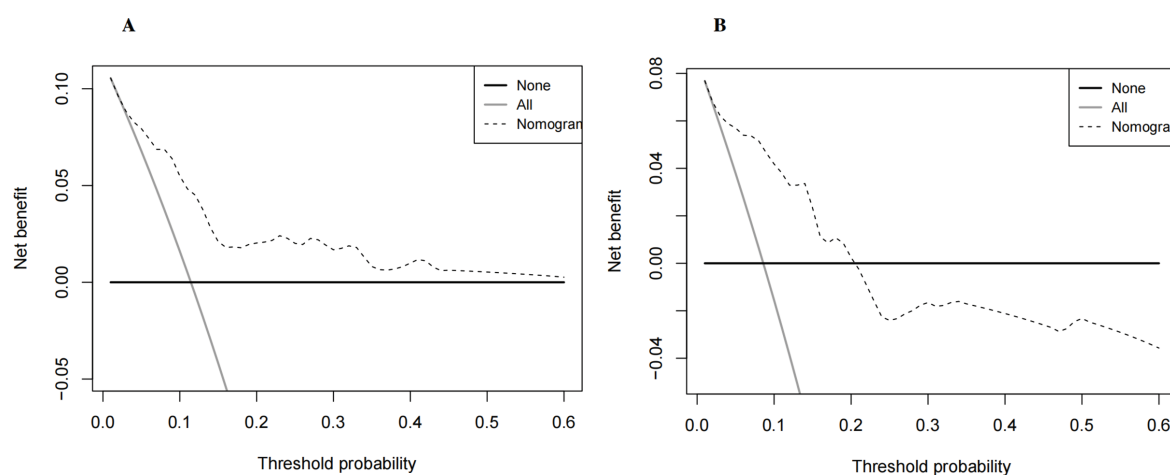 A
None
All
Nomogran
0.10
0.05
0.00
−0.05
Net benefit
0.0 0.1 0.2 0.3 0.4 0.5 0.6
Threshold probability
B
None
All
Nomogra
0.08
0.04
0.00
−0.04
Net benefit
0.0 0.1 0.2 0.3 0.4 0.5 0.6
Threshold probability